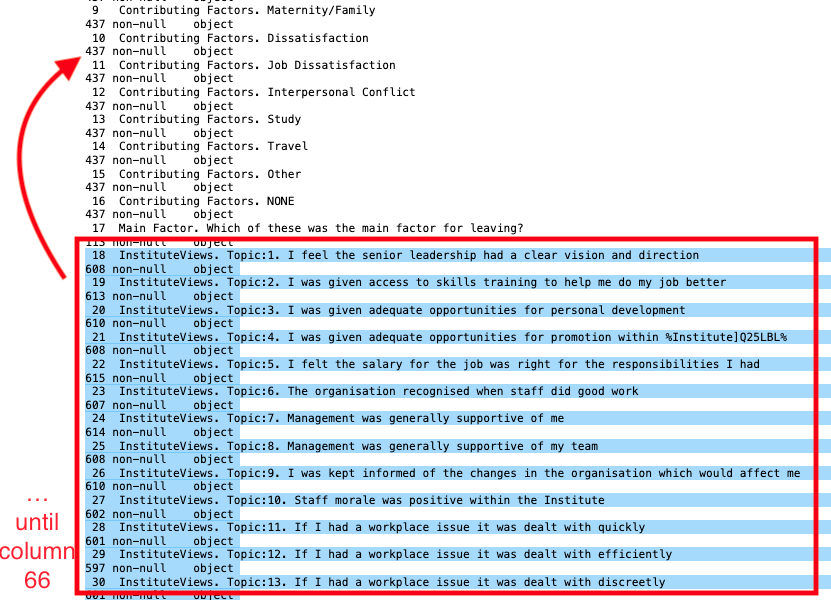 9   Contributing Factors. Maternity/Family
437 non-null    object
10  Contributing Factors. Dissatisfaction
437 non-null    object
11  Contributing Factors. Job Dissatisfaction
437 non-null    object
12  Contributing Factors. Interpersonal Conflict
437 non-null    object
13  Contributing Factors. Study
437 non-null    object
14  Contributing Factors. Travel
437 non-null    object
15  Contributing Factors. Other
437 non-null    object
16  Contributing Factors. NONE
437 non-null    object
17  Main Factor. Which of these was the main factor for leaving?
113 non-null    object
18  InstituteViews. Topic:1. I feel the senior leadership had a clear vision and direction
608 non-null    object
19  InstituteViews. Topic:2. I was given access to skills training to help me do my job better
613 non-null    object
20  InstituteViews. Topic:3. I was given adequate opportunities for personal development
610 non-null    object
21  InstituteViews. Topic:4. I was given adequate opportunities for promotion within %Institute]Q25LBL%
608 non-null    object
22  InstituteViews. Topic:5. I felt the salary for the job was right for the responsibilities I had
615 non-null    object
23  InstituteViews. Topic:6. The organisation recognised when staff did good work
607 non-null    object
24  InstituteViews. Topic:7. Management was generally supportive of me
614 non-null    object
25  InstituteViews. Topic:8. Management was generally supportive of my team
608 non-null    object
26  InstituteViews. Topic:9. I was kept informed of the changes in the organisation which would affect me
610 non-null    object
27  InstituteViews. Topic:10. Staff morale was positive within the Institute
602 non-null    object
28  InstituteViews. Topic:11. If I had a workplace issue it was dealt with quickly
601 non-null    object
29  InstituteViews. Topic:12. If I had a workplace issue it was dealt with efficiently
597 non-null    object
30  InstituteViews. Topic:13. If I had a workplace issue it was dealt with discreetly
601 non-null    object
...
until
column
66